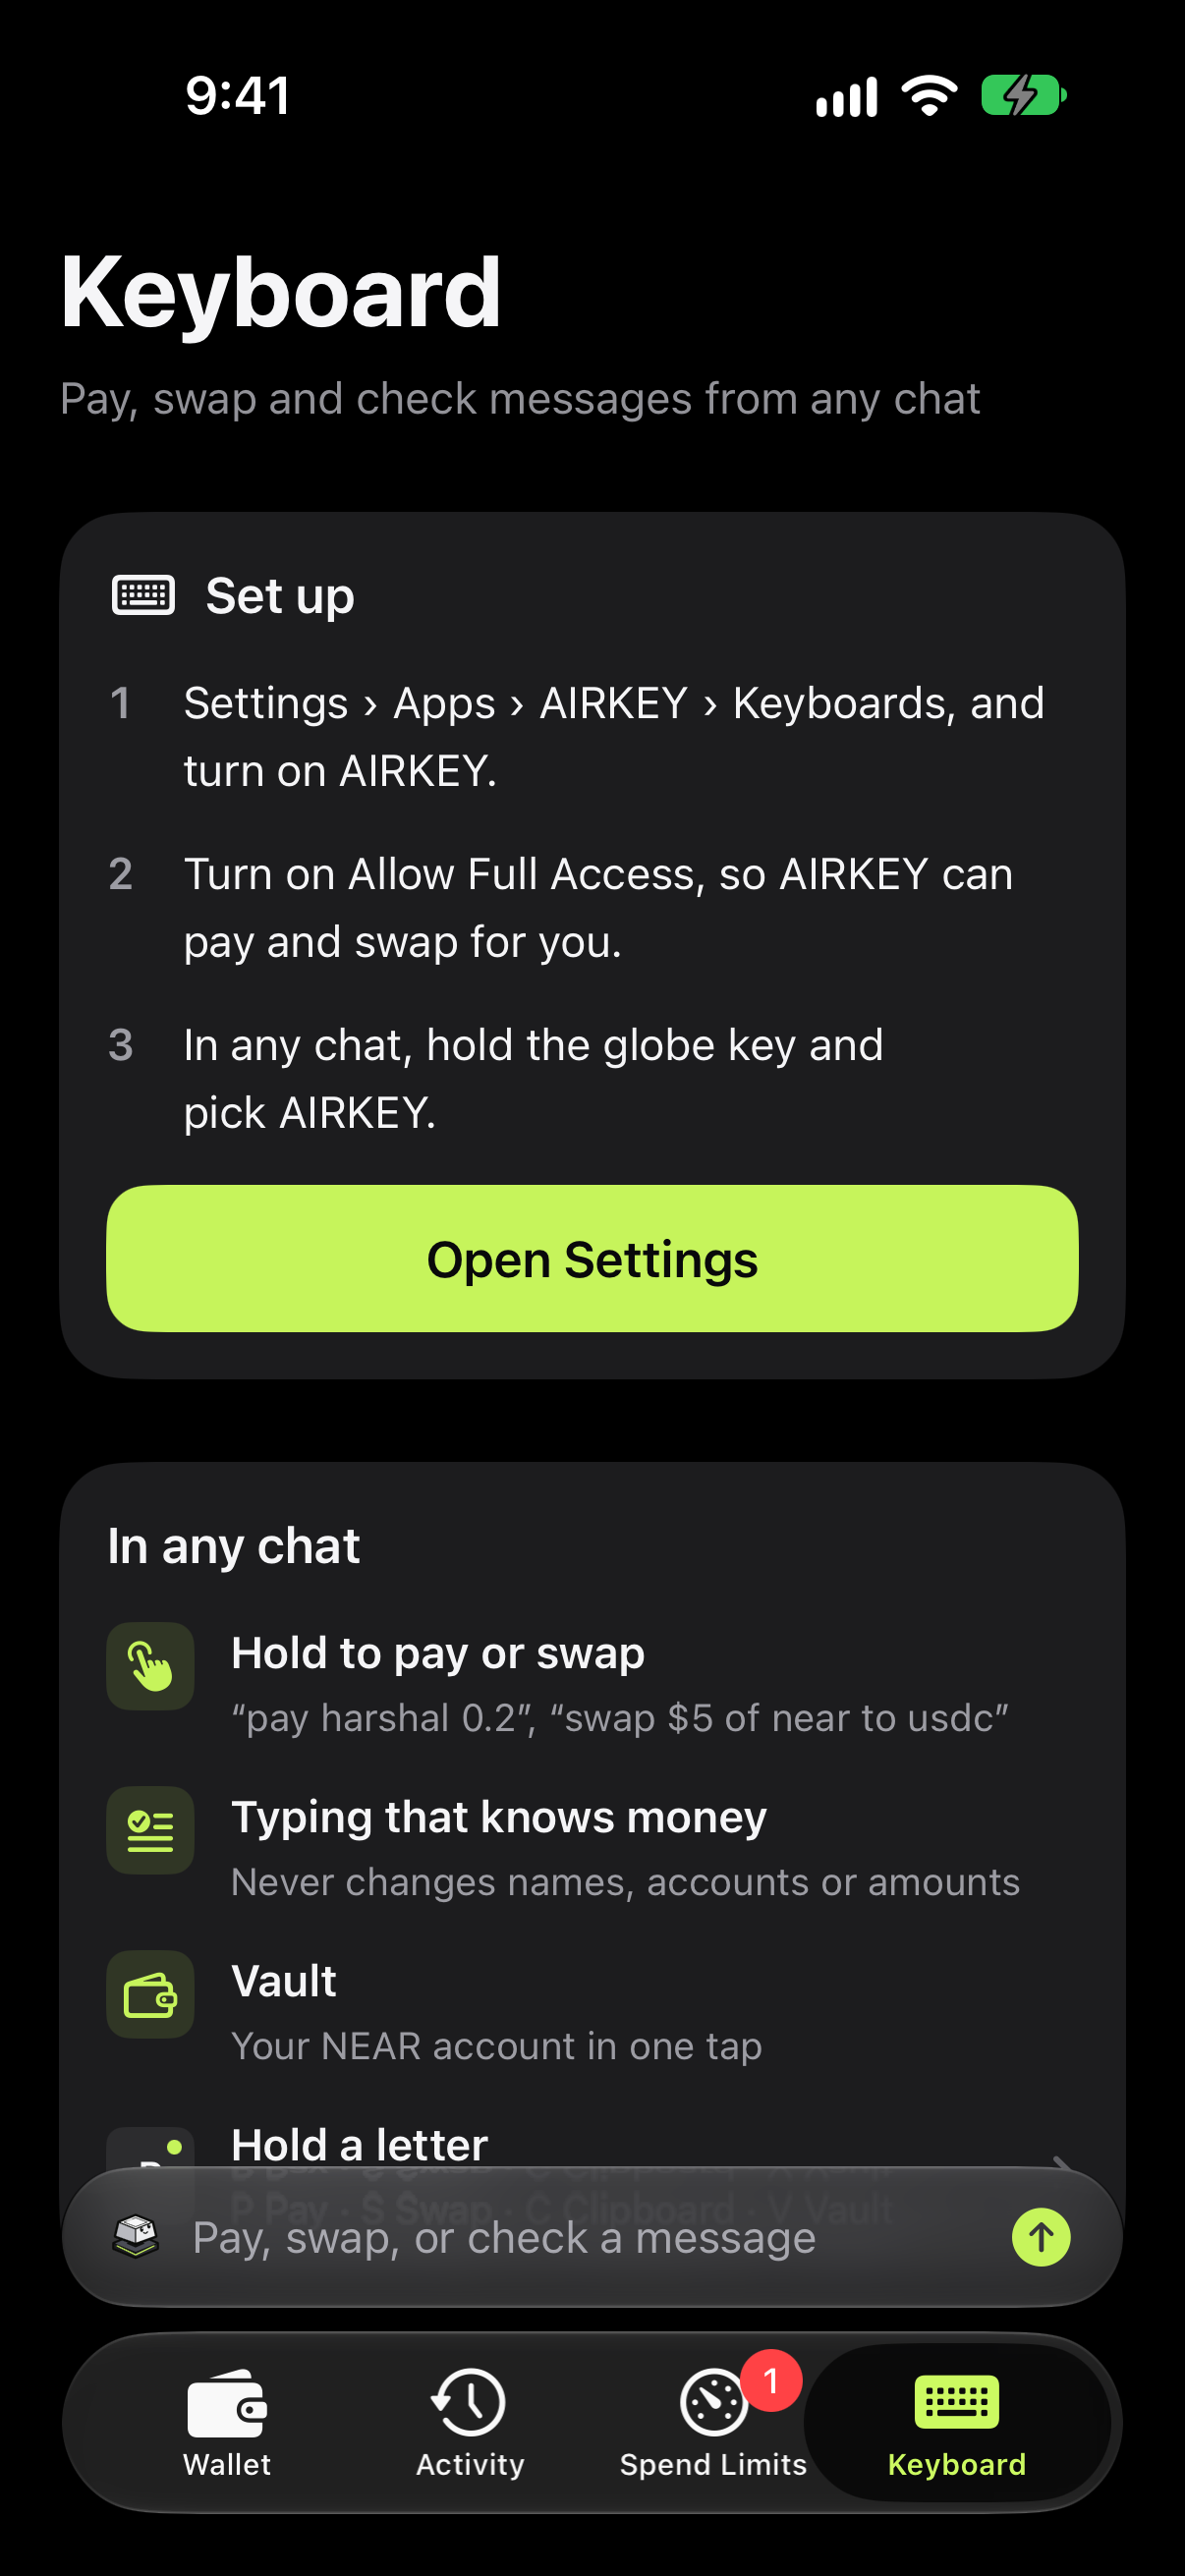 9:41
Keyboard
Pay, swap and check messages from any chat
Set up
1 Settings › Apps › AIRKEY › Keyboards, and
turn on AIRKEY.
2 Turn on Allow Full Access, so AIRKEY can
pay and swap for you.
3 In any chat, hold the globe key and
pick AIRKEY.
Open Settings
In any chat
Hold to pay or swap
“pay harshal 0.2”, “swap $5 of near to usdc”
Typing that knows money
Never changes names, accounts or amounts
Vault
Your NEAR account in one tap
Hold a letter
P Pay · S Swap · C Clipboard · V Vault
Pay, swap, or check a message
1
Wallet
Activity
Spend Limits
Keyboard